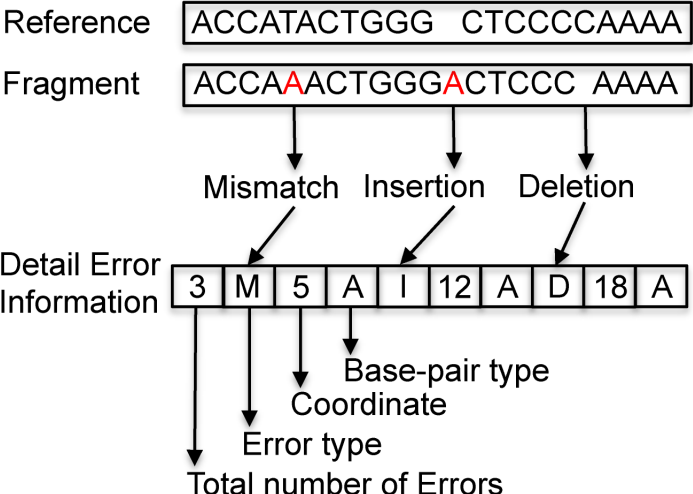 Reference ACCATACTGGG CTCCCCAAAA
Fragment ACCAAACTGGGACTCCC AAAA
Mismatch Insertion Deletion
Detail Error
Information
3 M 5 A I 12 A D 18 A
Base-pair type
Coordinate
Error type
Total number of Errors